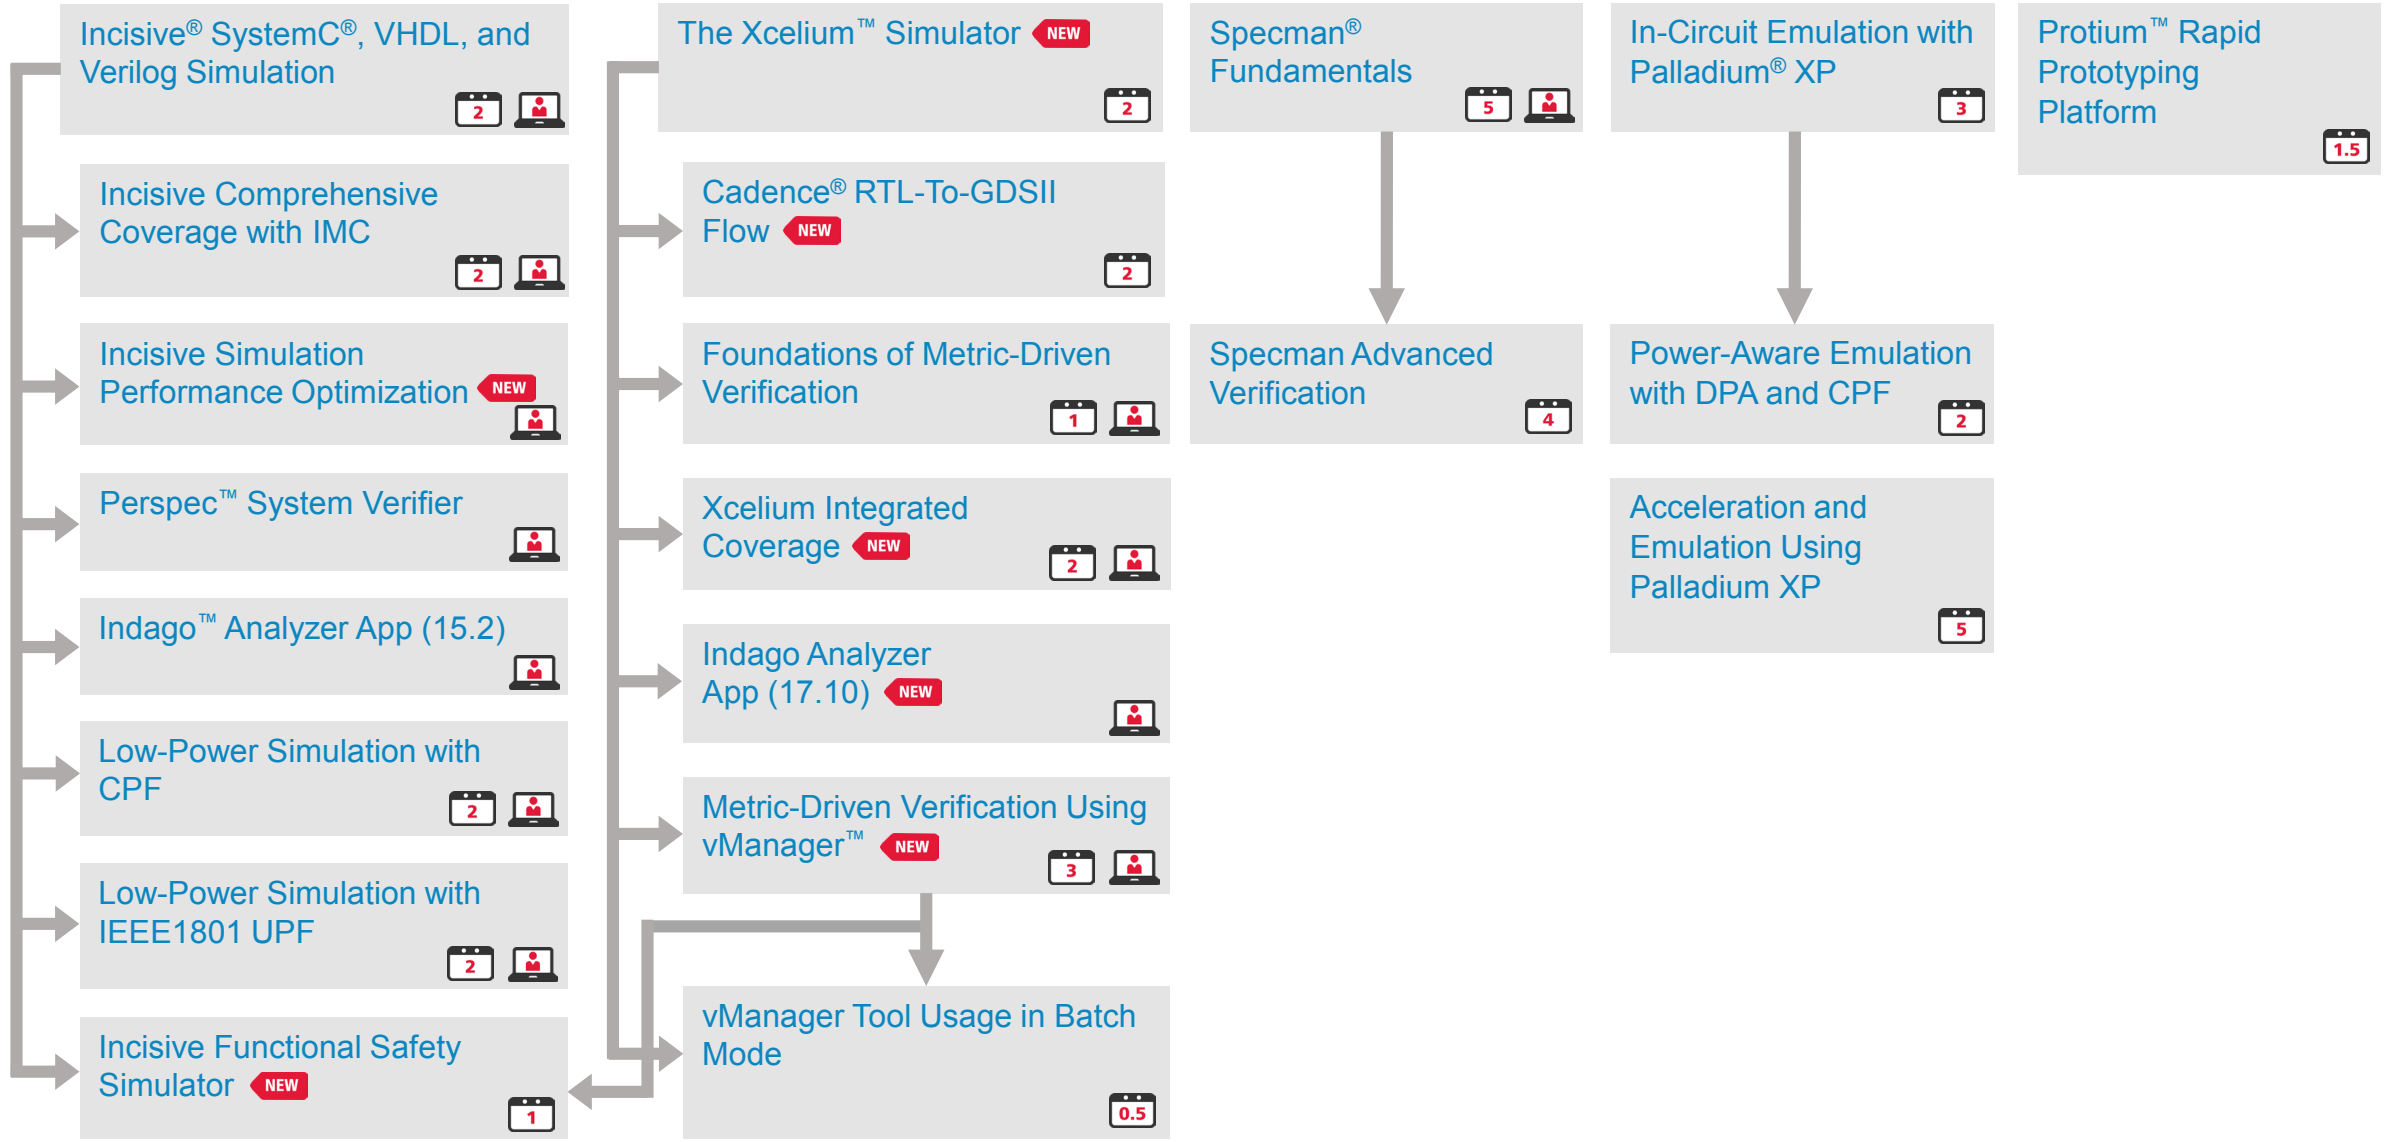 Incisive® SystemC®, VHDL, and
Verilog Simulation
2
Incisive Comprehensive
Coverage with IMC
2
Incisive Simulation
Performance Optimization NEW
Perspec™ System Verifier
Indago™ Analyzer App (15.2)
Low-Power Simulation with
CPF
2
Low-Power Simulation with
IEEE1801 UPF
2
Incisive Functional Safety
Simulator NEW
1
The Xcelium™ Simulator NEW
2
Cadence® RTL-To-GDSII
Flow NEW
2
Foundations of Metric-Driven
Verification
1
Xcelium Integrated
Coverage NEW
2
Indago Analyzer
App (17.10) NEW
Metric-Driven Verification Using
vManager™ NEW
3
vManager Tool Usage in Batch
Mode
0.5
Specman®
Fundamentals
5
Specman Advanced
Verification
4
In-Circuit Emulation with
Palladium® XP
3
Power-Aware Emulation
with DPA and CPF
2
Acceleration and
Emulation Using
Palladium XP
5
Protium™ Rapid
Prototyping
Platform
1.5